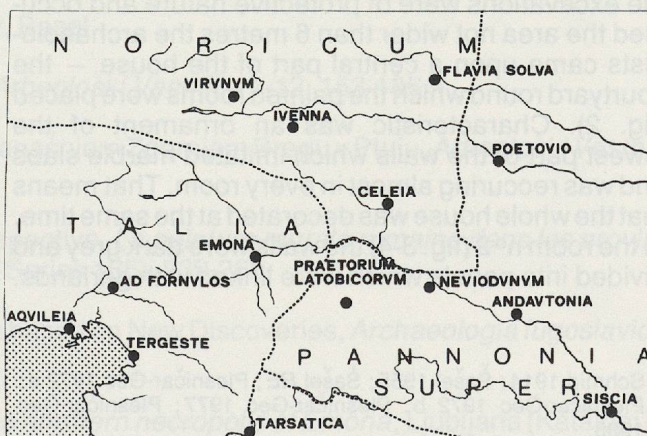 N O R I C U M
VIRVNVM
FLAVIA SOLVA
IVENNA
POETOVIO
CELEIA
I T A L I A
EMONA
PRAETORIUM
LATOBICORVM
NEVIODVNVM
AD FORNVLOS
ANDAVTONIA
AQVILEIA
TERGESTE
P A N N O N I A
S U P E R I
SISCIA
TARSATICA